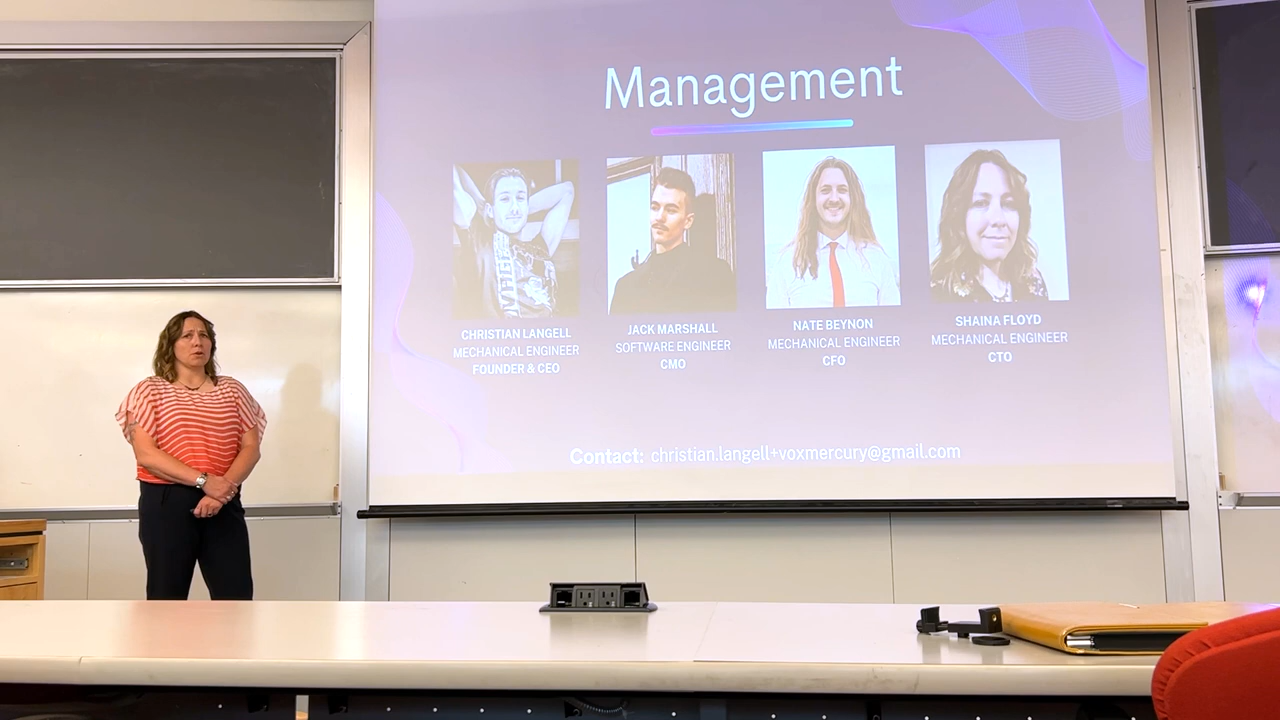 Management
CHRISTIAN LANGELL
MECHANICAL ENGINEER
FOUNDER & CEO
JACK MARSHALL
SOFTWARE ENGINEER
CMO
NATE BEYNON
MECHANICAL ENGINEER
CFO
SHAINA FLOYD
MECHANICAL ENGINEER
CTO
Contact: christian.langell+voxmercury@gmail.com